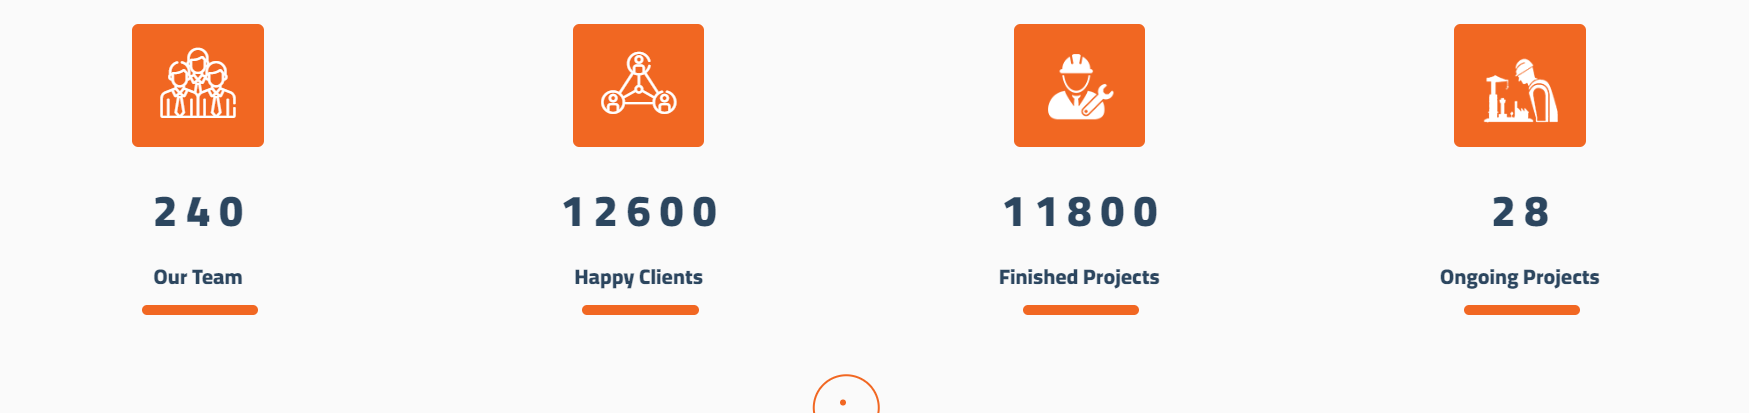 240
12600
11800
28
Our Team
Happy Clients
Finished Projects
Ongoing Projects